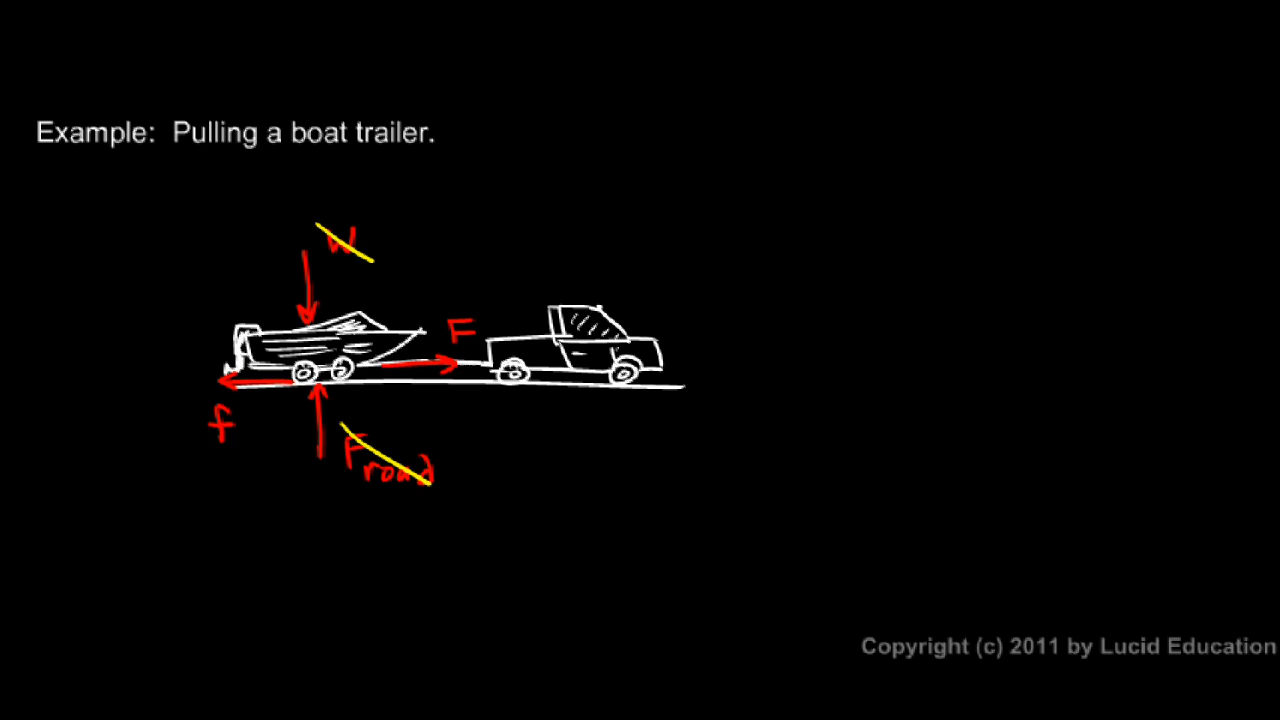 Example:  Pulling a boat trailer.
W
F
f
Froad
Copyright (c) 2011 by Lucid Education